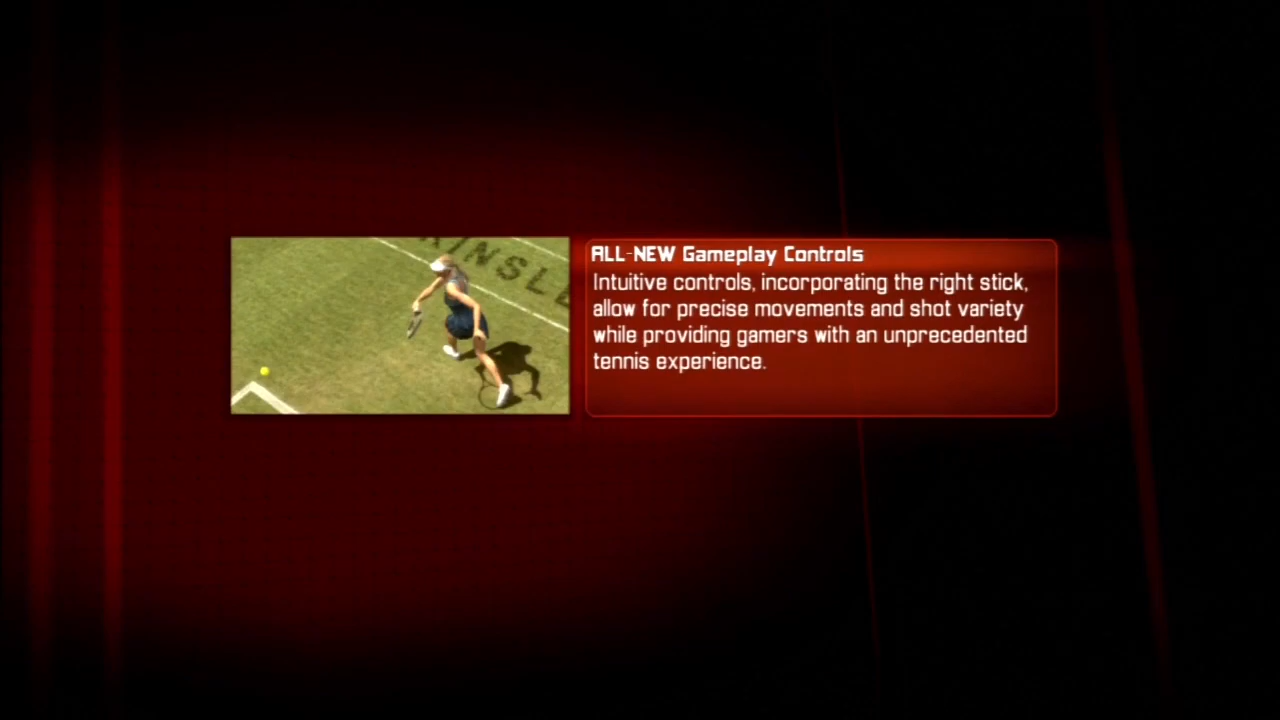 KINSLE
ALL-NEW Gameplay Controls
Intuitive controls, incorporating the right stick,
allow for precise movements and shot variety
while providing gamers with an unprecedented
tennis experience.